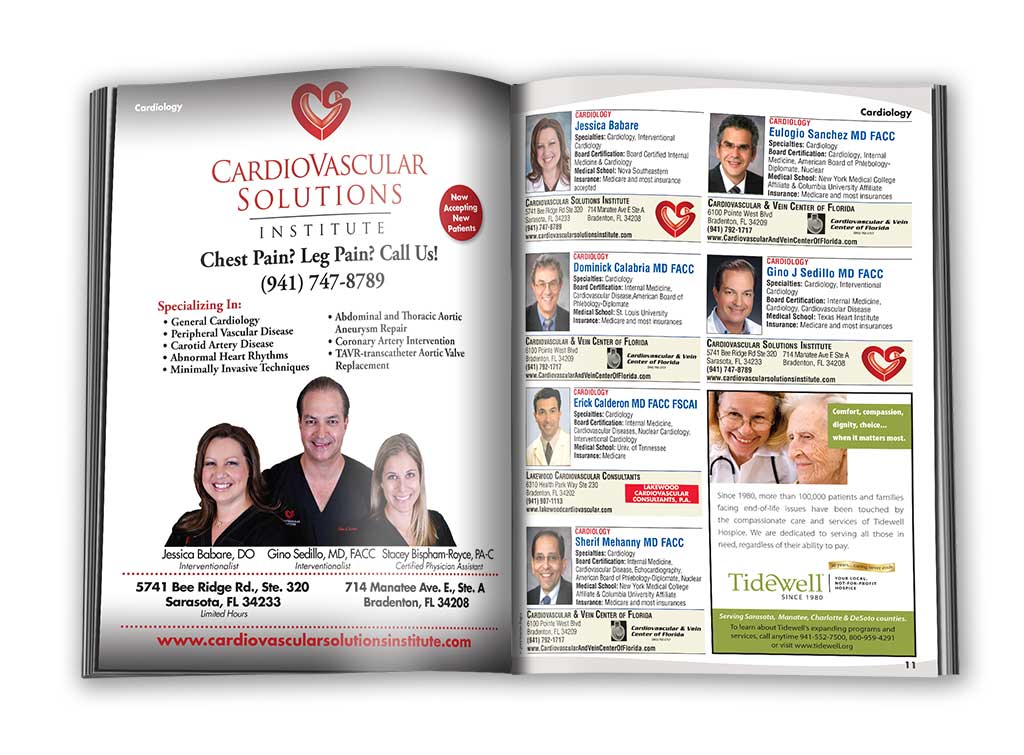 Cardiology
CARDIOVASCULAR
SOLUTIONS
INSTITUTE
Now
Accepting
New
Patients
Chest Pain? Leg Pain? Call Us!
(941) 747-8789
Specializing In:
• General Cardiology
• Peripheral Vascular Disease
• Carotid Artery Disease
• Abnormal Heart Rhythms
• Minimally Invasive Techniques
• Abdominal and Thoracic Aortic
Aneurysm Repair
• Coronary Artery Intervention
• TAVR-transcatheter Aortic Valve
Replacement
Jessica Babare, DO
Interventionalist
Gino Sedillo, MD, FACC
Interventionalist
Stacey Bispham-Royce, PA-C
Certified Physician Assistant
5741 Bee Ridge Rd., Ste. 320
Sarasota, FL 34233
Limited Hours
714 Manatee Ave. E., Ste. A
Bradenton, FL 34208
www.cardiovascularsolutionsinstitute.com
Cardiology
CARDIOLOGY
Jessica Babare
Specialties: Cardiology, Interventional
Cardiology
Board Certification: Board Certified Internal
Medicine & Cardiology
Medical School: Nova Southeastern
Insurance: Medicare and most insurance
accepted
CARDIOVASCULAR SOLUTIONS INSTITUTE
5741 Bee Ridge Rd Ste 320 714 Manatee Ave E Ste A
Sarasota, FL 34233 Bradenton, FL 34208
(941) 747-8789
www.cardiovascularsolutionsinstitute.com
CARDIOLOGY
Dominick Calabria MD FACC
Specialties: Cardiology
Board Certification: Internal Medicine,
Cardiovascular Disease,American Board of
Phlebology-Diplomate
Medical School: St. Louis University
Insurance: Medicare and most insurances
CARDIOVASCULAR & VEIN CENTER OF FLORIDA
6100 Pointe West Blvd
Bradenton, FL 34209
(941) 792-1717
www.CardiovascularAndVeinCenterOfFlorida.com
Cardiovascular & Vein
Center of Florida
CARDIOLOGY
Erick Calderon MD FACC FSCAI
Specialties: Cardiology
Board Certification: Internal Medicine,
Cardiovascular Diseases, Nuclear Cardiology,
Interventional Cardiology
Medical School: Univ. of Tennessee
Insurance: Medicare
LAKEWOOD CARDIOVASCULAR CONSULTANTS
6310 Health Park Way Ste 230
Bradenton, FL 34202
(941) 907-1113
www.lakewoodcardiovascular.com
LAKEWOOD
CARDIOVASCULAR
CONSULTANTS, P.A.
CARDIOLOGY
Sherif Mehanny MD FACC
Specialties: Cardiology
Board Certification: Internal Medicine,
Cardiovascular Disease, Echocardiography,
American Board of Phlebology-Diplomate, Nuclear
Medical School: New York Medical College
Affiliate & Columbia University Affiliate
Insurance: Medicare and most insurances
CARDIOVASCULAR & VEIN CENTER OF FLORIDA
6100 Pointe West Blvd
Bradenton, FL 34209
(941) 792-1717
www.CardiovascularAndVeinCenterOfFlorida.com
Cardiovascular & Vein
Center of Florida
CARDIOLOGY
Eulogio Sanchez MD FACC
Specialties: Cardiology
Board Certification: Cardiology, Internal
Medicine, American Board of Phlebology-
Diplomate, Nuclear
Medical School: New York Medical College
Affiliate & Columbia University Affiliate
Insurance: Medicare and most insurances
CARDIOVASCULAR & VEIN CENTER OF FLORIDA
6100 Pointe West Blvd
Bradenton, FL 34209
(941) 792-1717
www.CardiovascularAndVeinCenterOfFlorida.com
Cardiovascular & Vein
Center of Florida
CARDIOLOGY
Gino J Sedillo MD FACC
Specialties: Cardiology, Interventional
Cardiology
Board Certification: Internal Medicine,
Cardiology, Cardiovascular Disease
Medical School: Texas Heart Institute
Insurance: Medicare and most insurances
CARDIOVASCULAR SOLUTIONS INSTITUTE
5741 Bee Ridge Rd Ste 320 714 Manatee Ave E Ste A
Sarasota, FL 34233 Bradenton, FL 34208
(941) 747-8789
www.cardiovascularsolutionsinstitute.com
Comfort, compassion,
dignity, choice...
when it matters most.
Since 1980, more than 100,000 patients and families
facing end-of-life issues have been touched by
the compassionate care and services of Tidewell
Hospice. We are dedicated to serving all those in
need, regardless of their ability to pay.
Tidewell
SINCE 1980
YOUR LOCAL,
NOT-FOR-PROFIT
HOSPICE
Serving Sarasota, Manatee, Charlotte & DeSoto counties.
To learn about Tidewell's expanding programs and
services, call anytime 941-552-7500, 800-959-4291
or visit www.tidewell.org
11